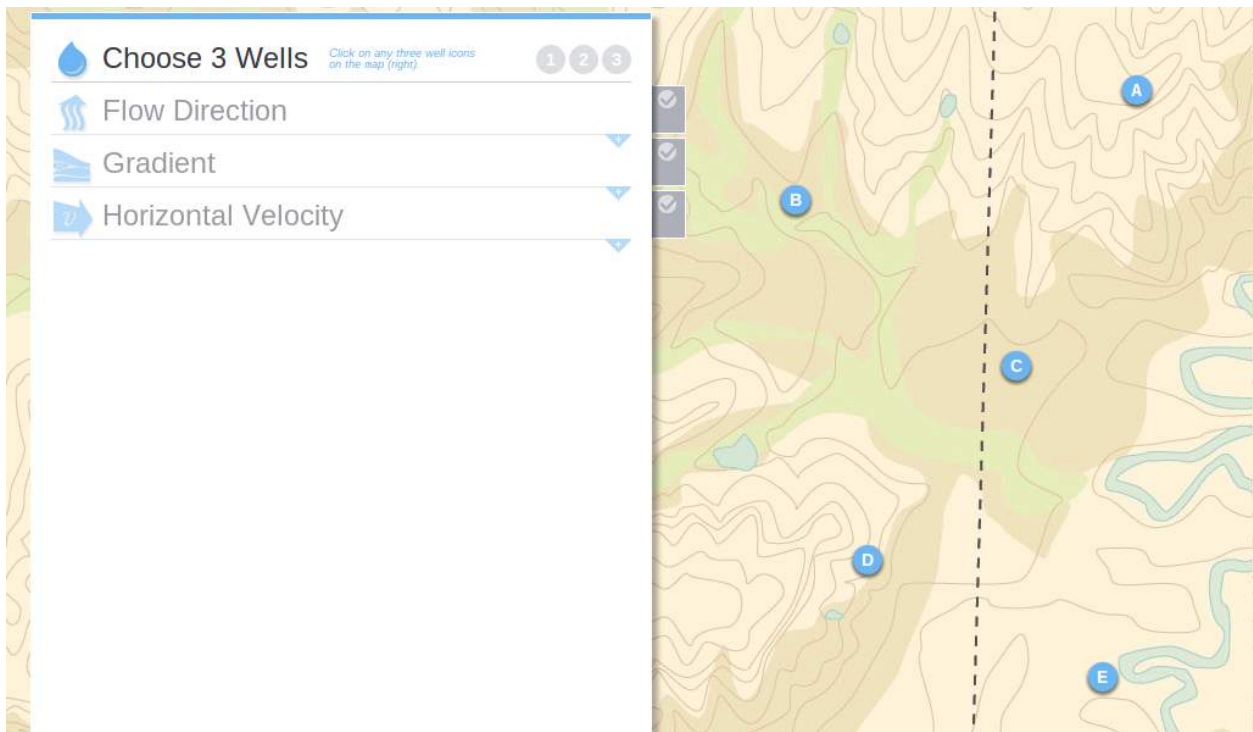 Choose 3 Wells
Click on any three well icons
on the map (right).
1 2 3
Flow Direction
+
Gradient
+
v Horizontal Velocity
+
A
B
C
D
E